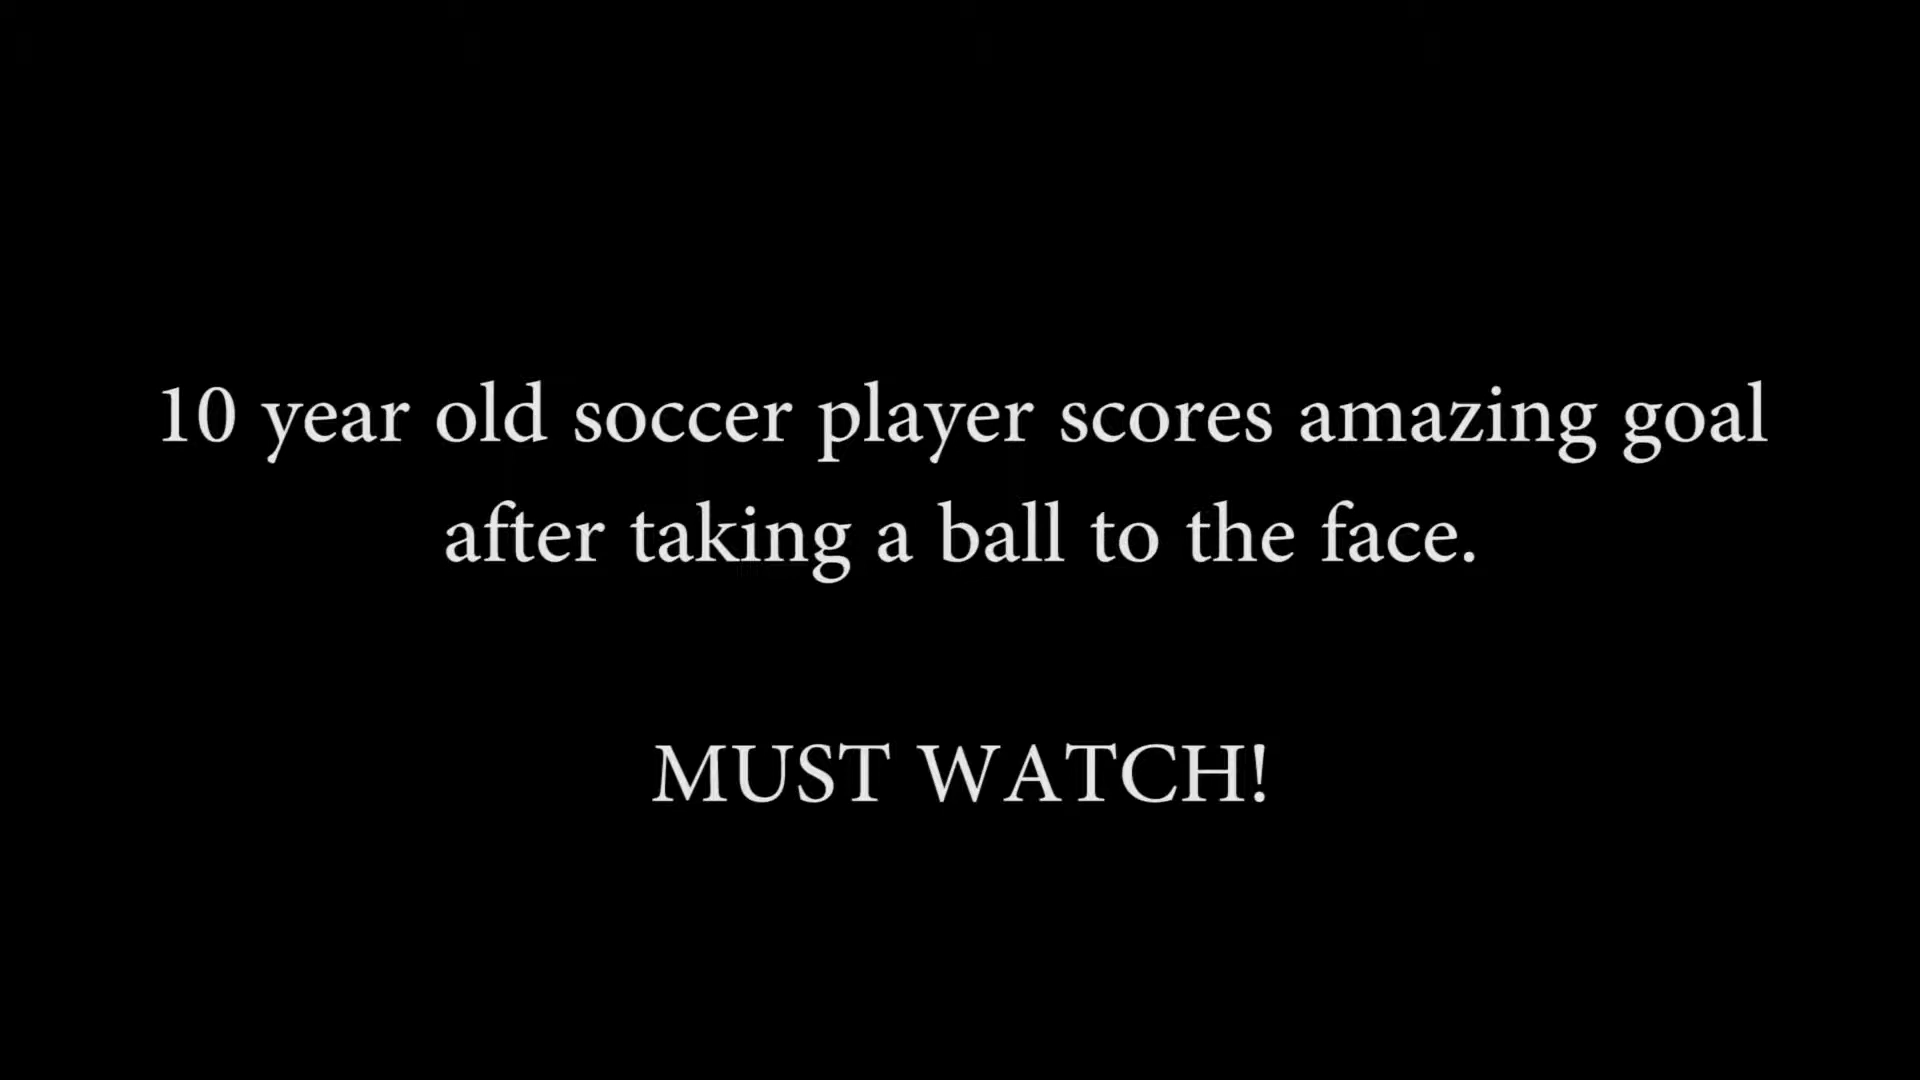 10 year old soccer player scores amazing goal
after taking a ball to the face.
MUST WATCH!